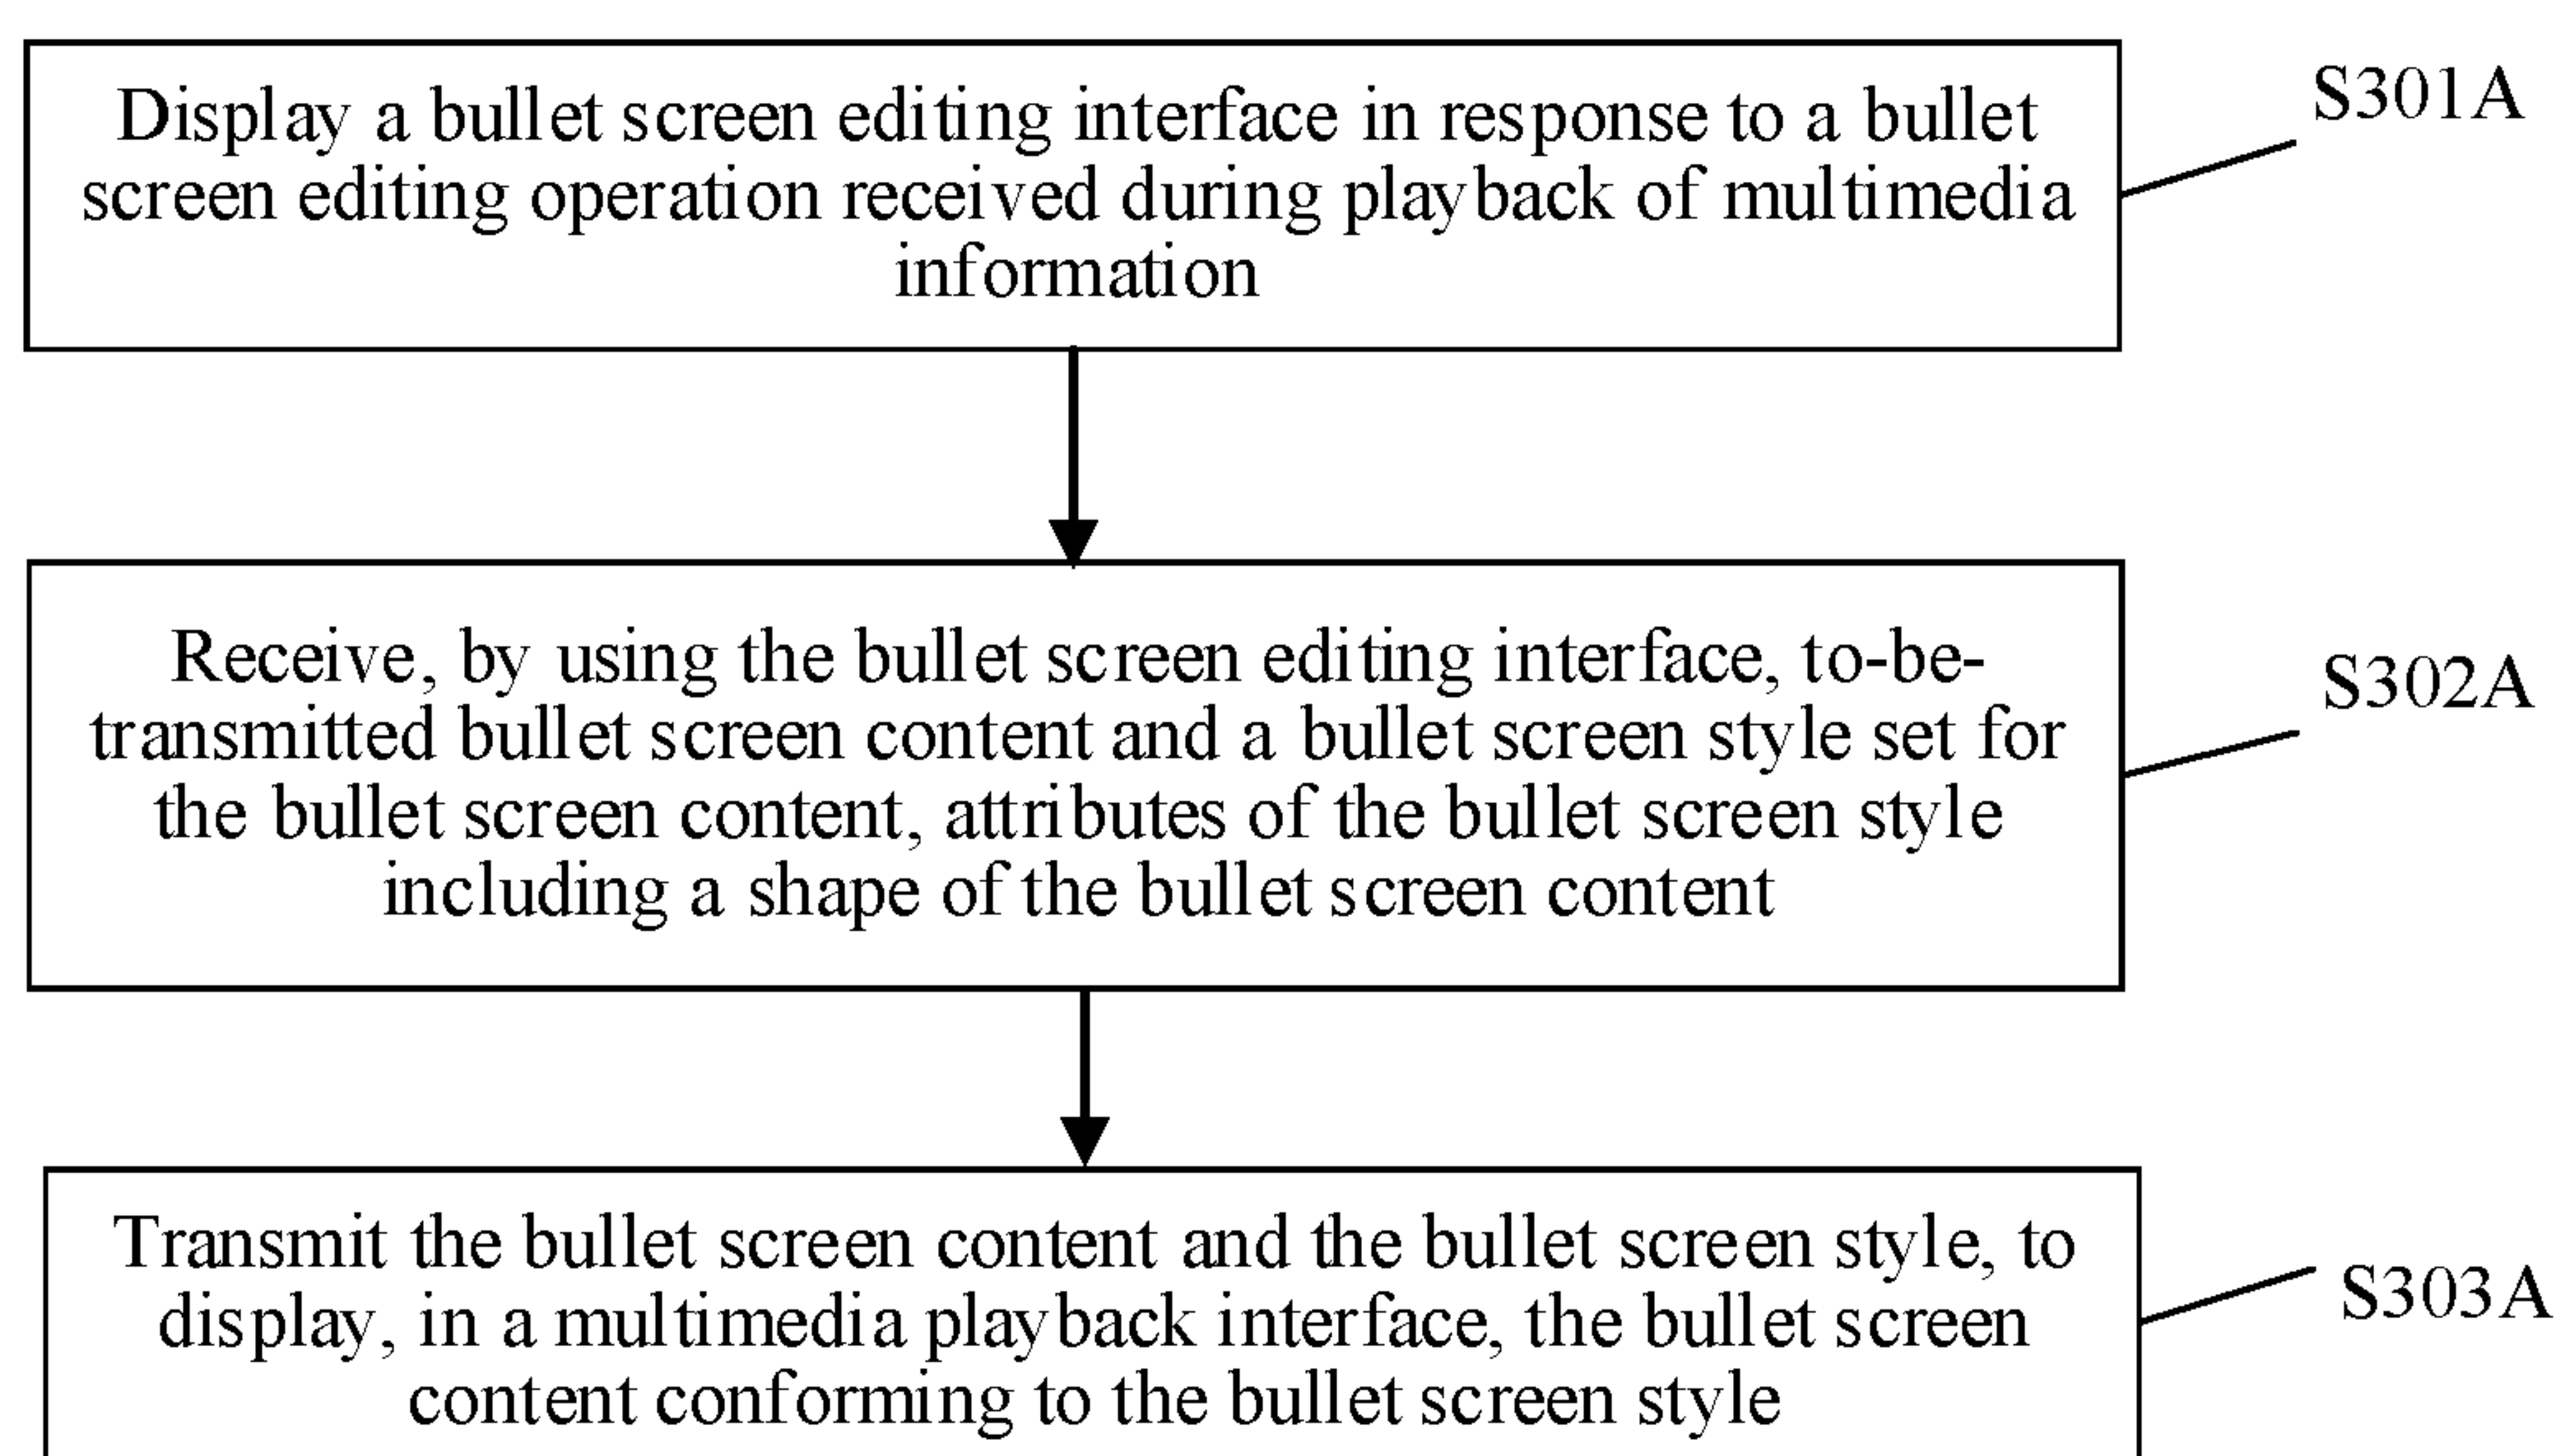 Display a bullet screen editing interface in response to a bullet
screen editing operation received during playback of multimedia
information
S301A
Receive, by using the bullet screen editing interface, to-be-
transmitted bullet screen content and a bullet screen style set for
the bullet screen content, attributes of the bullet screen style
including a shape of the bullet screen content
S302A
Transmit the bullet screen content and the bullet screen style, to
display, in a multimedia playback interface, the bullet screen
content conforming to the bullet screen style
S303A